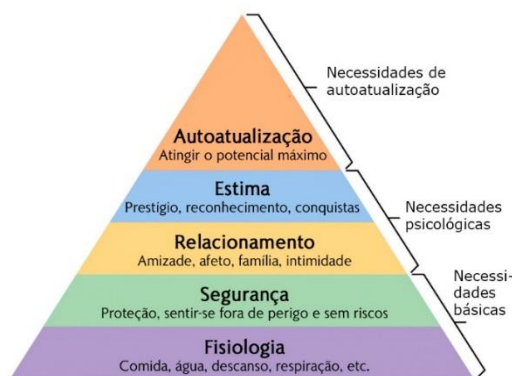 Necessidades de
autoatualização
Autoatualização
Atingir o potencial máximo
Estima
Prestígio, reconhecimento, conquistas
Necessidades
psicológicas
Relacionamento
Amizade, afeto, família, intimidade
Necessi-
dades
básicas
Segurança
Proteção, sentir-se fora de perigo e sem riscos
Fisiologia
Comida, água, descanso, respiração, etc.